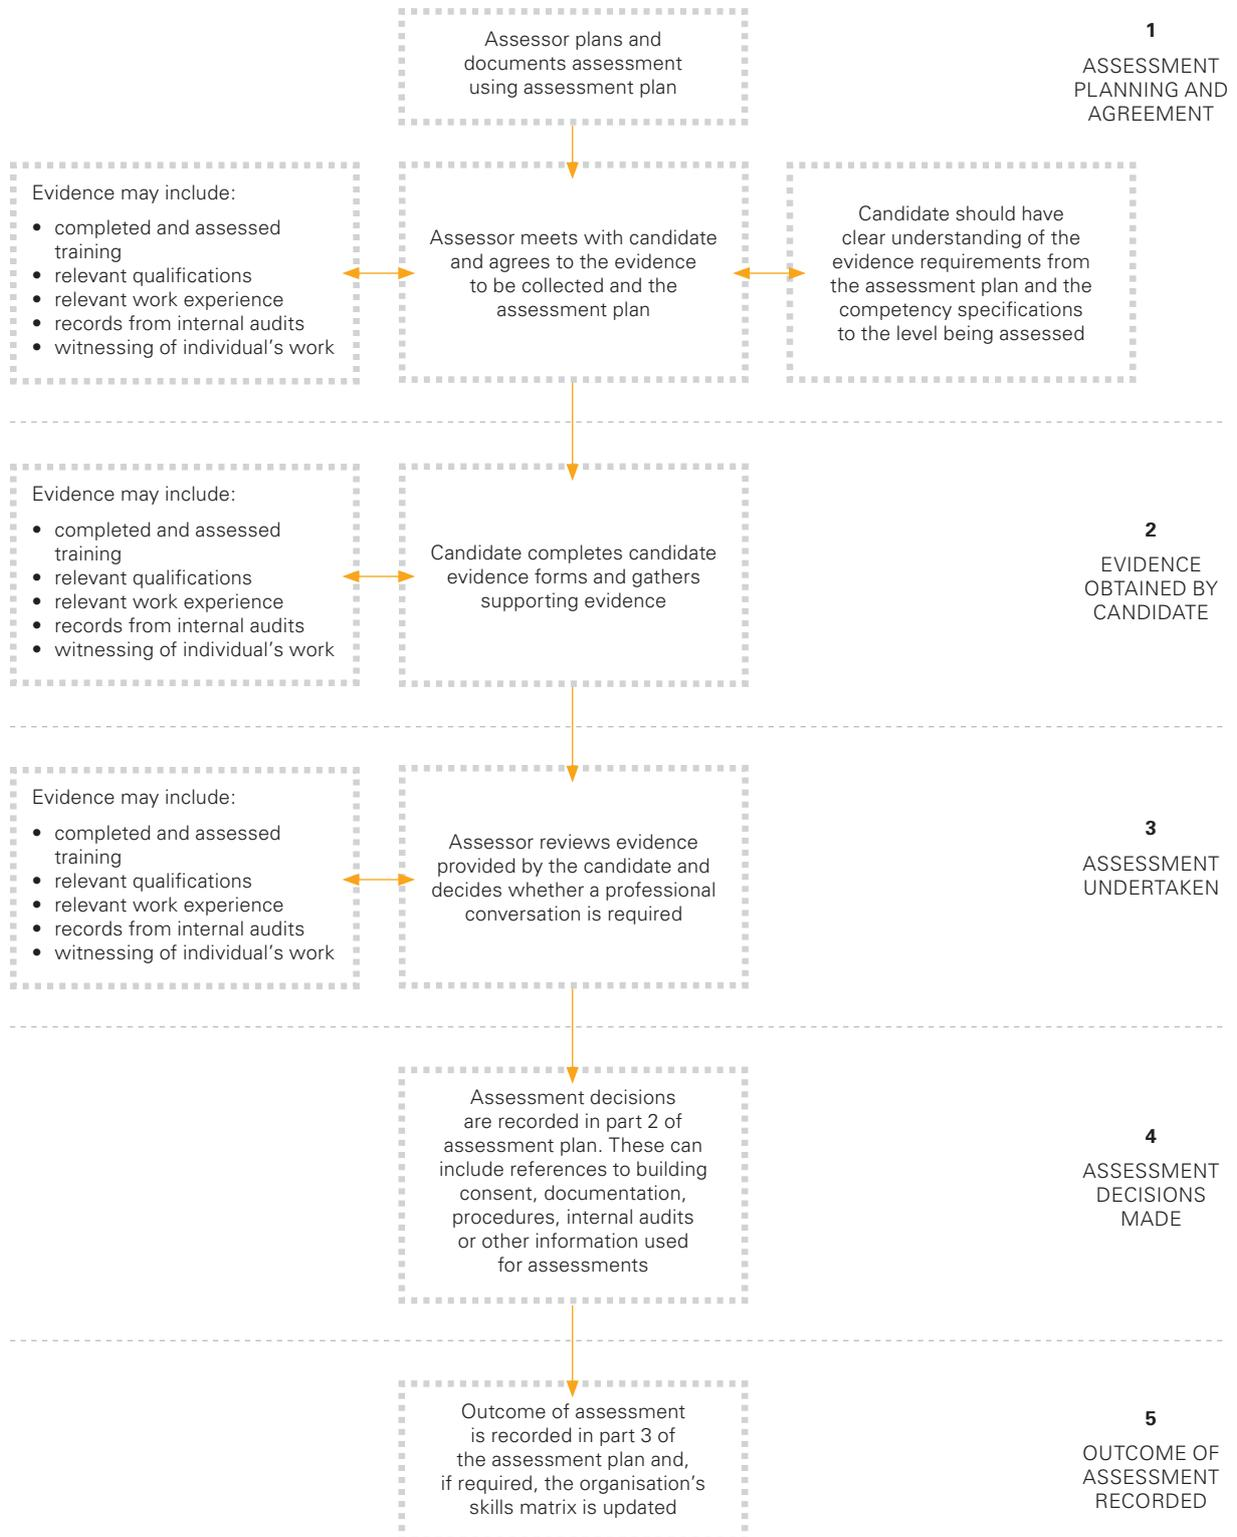 Assessor plans and
documents assessment
using assessment plan
1
ASSESSMENT
PLANNING AND
AGREEMENT
Evidence may include:
• completed and assessed
training
• relevant qualifications
• relevant work experience
• records from internal audits
• witnessing of individual's work
Assessor meets with candidate
and agrees to the evidence
to be collected and the
assessment plan
Candidate should have
clear understanding of the
evidence requirements from
the assessment plan and the
competency specifications
to the level being assessed
Evidence may include:
• completed and assessed
training
• relevant qualifications
• relevant work experience
• records from internal audits
• witnessing of individual's work
Candidate completes candidate
evidence forms and gathers
supporting evidence
2
EVIDENCE
OBTAINED BY
CANDIDATE
Evidence may include:
• completed and assessed
training
• relevant qualifications
• relevant work experience
• records from internal audits
• witnessing of individual's work
Assessor reviews evidence
provided by the candidate and
decides whether a professional
conversation is required
3
ASSESSMENT
UNDERTAKEN
Assessment decisions
are recorded in part 2 of
assessment plan. These can
include references to building
consent, documentation,
procedures, internal audits
or other information used
for assessments
4
ASSESSMENT
DECISIONS
MADE
Outcome of assessment
is recorded in part 3 of
the assessment plan and,
if required, the organisation's
skills matrix is updated
5
OUTCOME OF
ASSESSMENT
RECORDED